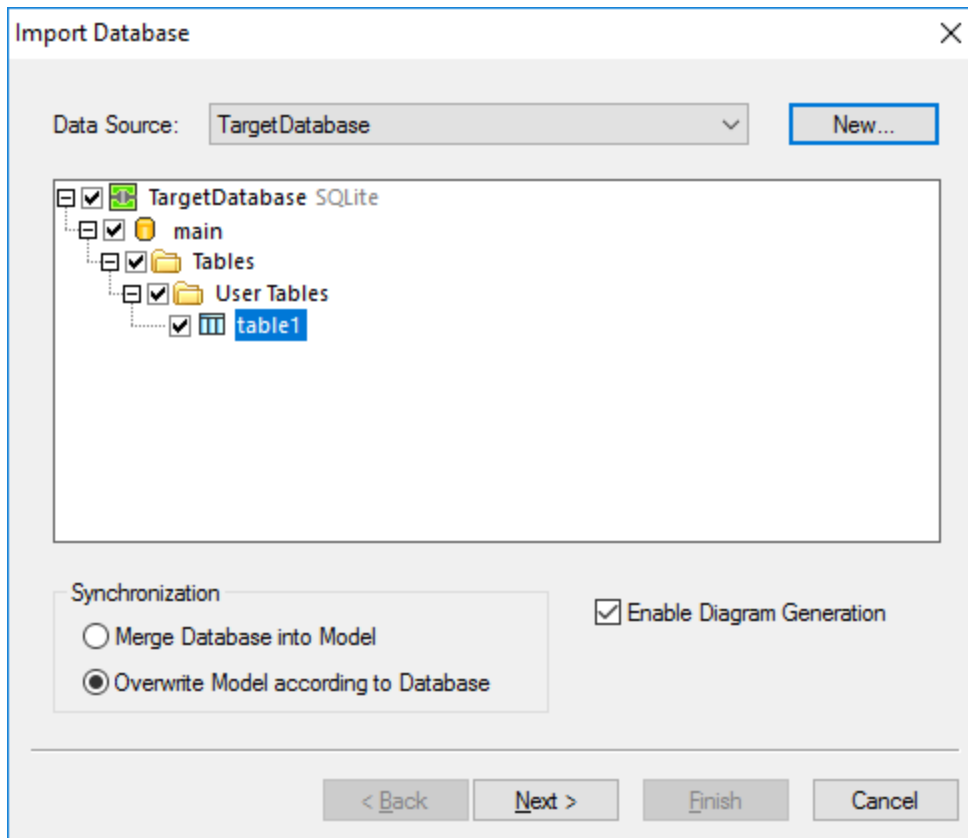 Import Database
Data Source: TargetDatabase New...
TargetDatabase SQLite
main
Tables
User Tables
table1
Synchronization
Merge Database into Model
Enable Diagram Generation
Overwrite Model according to Database
< Back Next > Finish Cancel